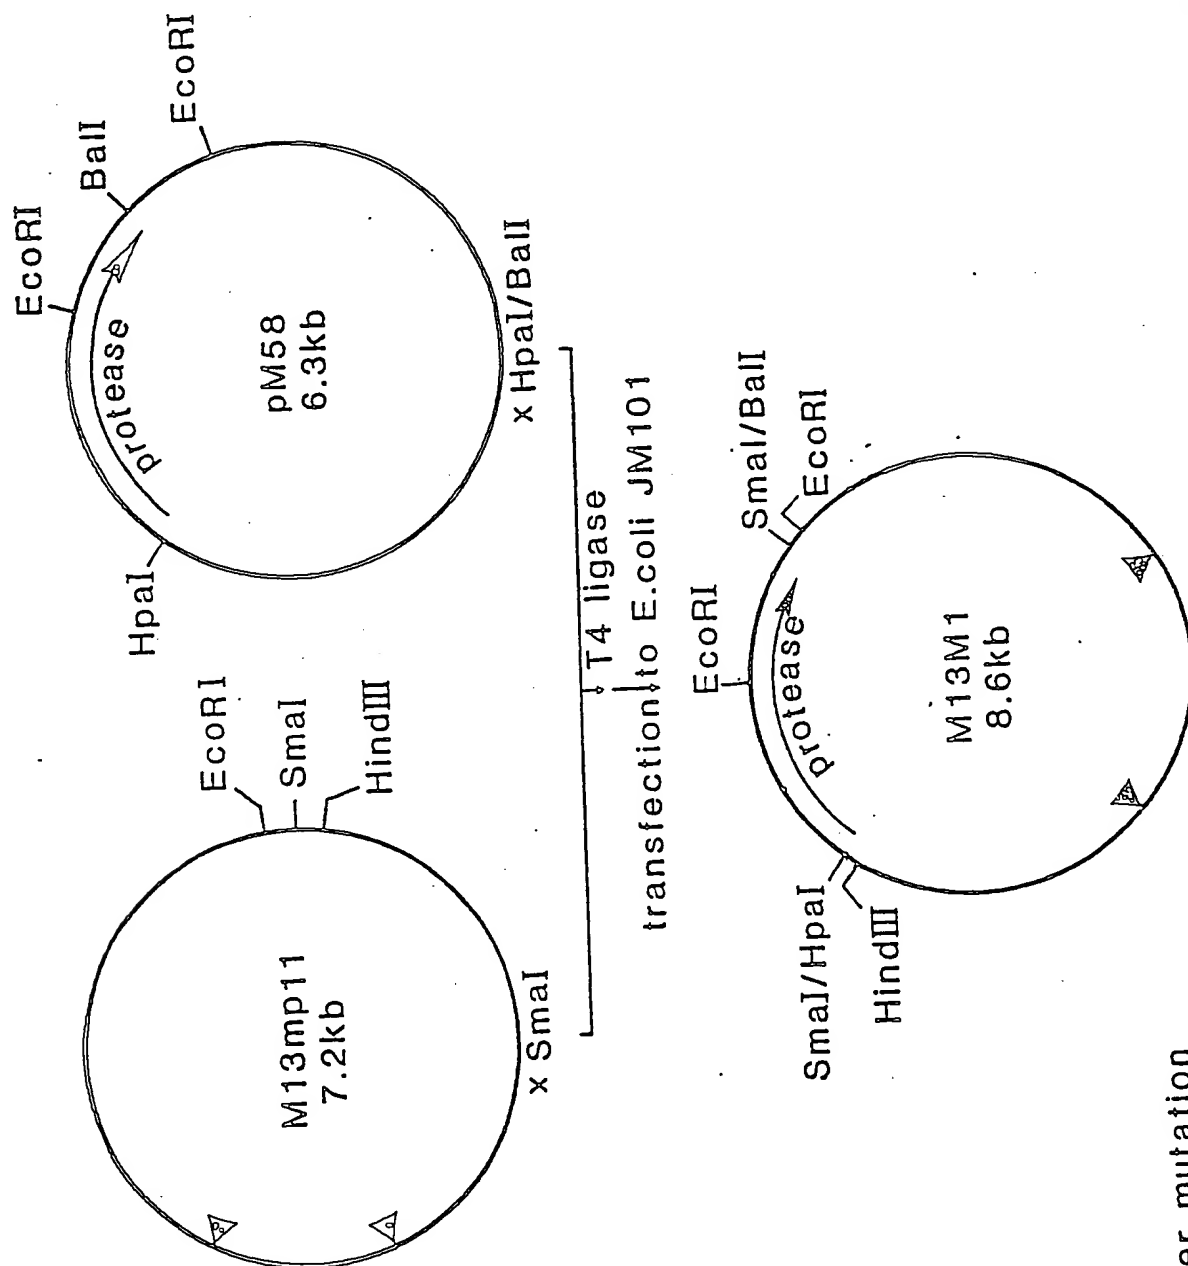 EcoRI
SmaI
HindIII
M13mp11
7.2kb
x SmaI
EcoRI
BalI
EcoRI
HpaI
protease
pM58
6.3kb
x HpaI/BalI
T4 ligase
transfection to E.coli JM101
EcoRI
SmaI/BalI
EcoRI
SmaI/HpaI
HindIII
protease
M13M1
8.6kb
mutation